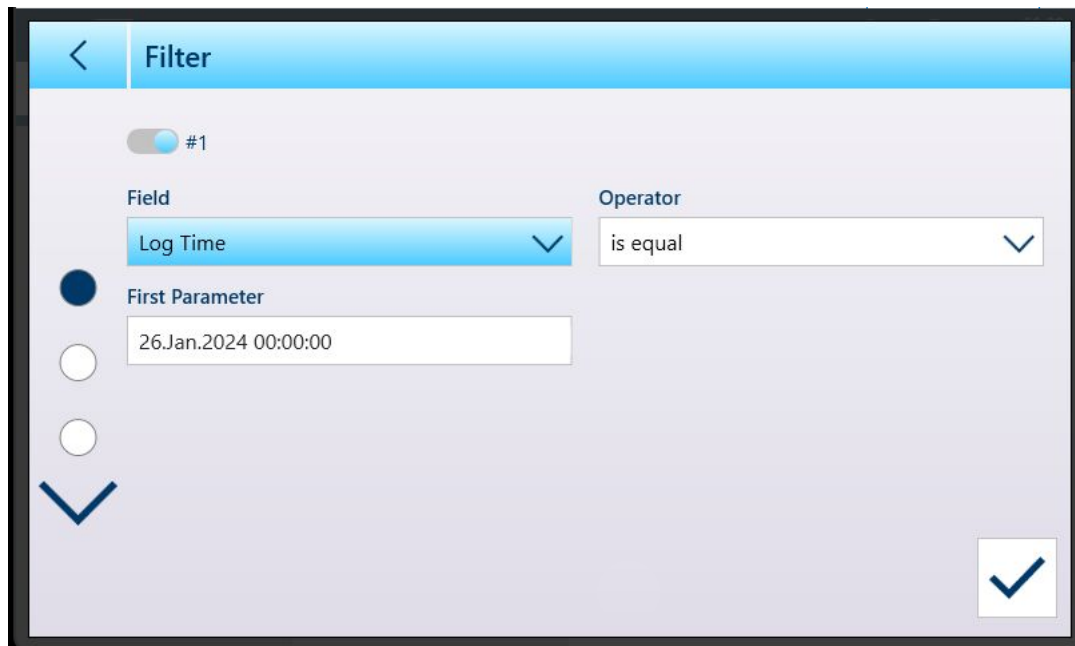 Filter
#1
Field
Operator
Log Time
is equal
First Parameter
26.Jan.2024 00:00:00